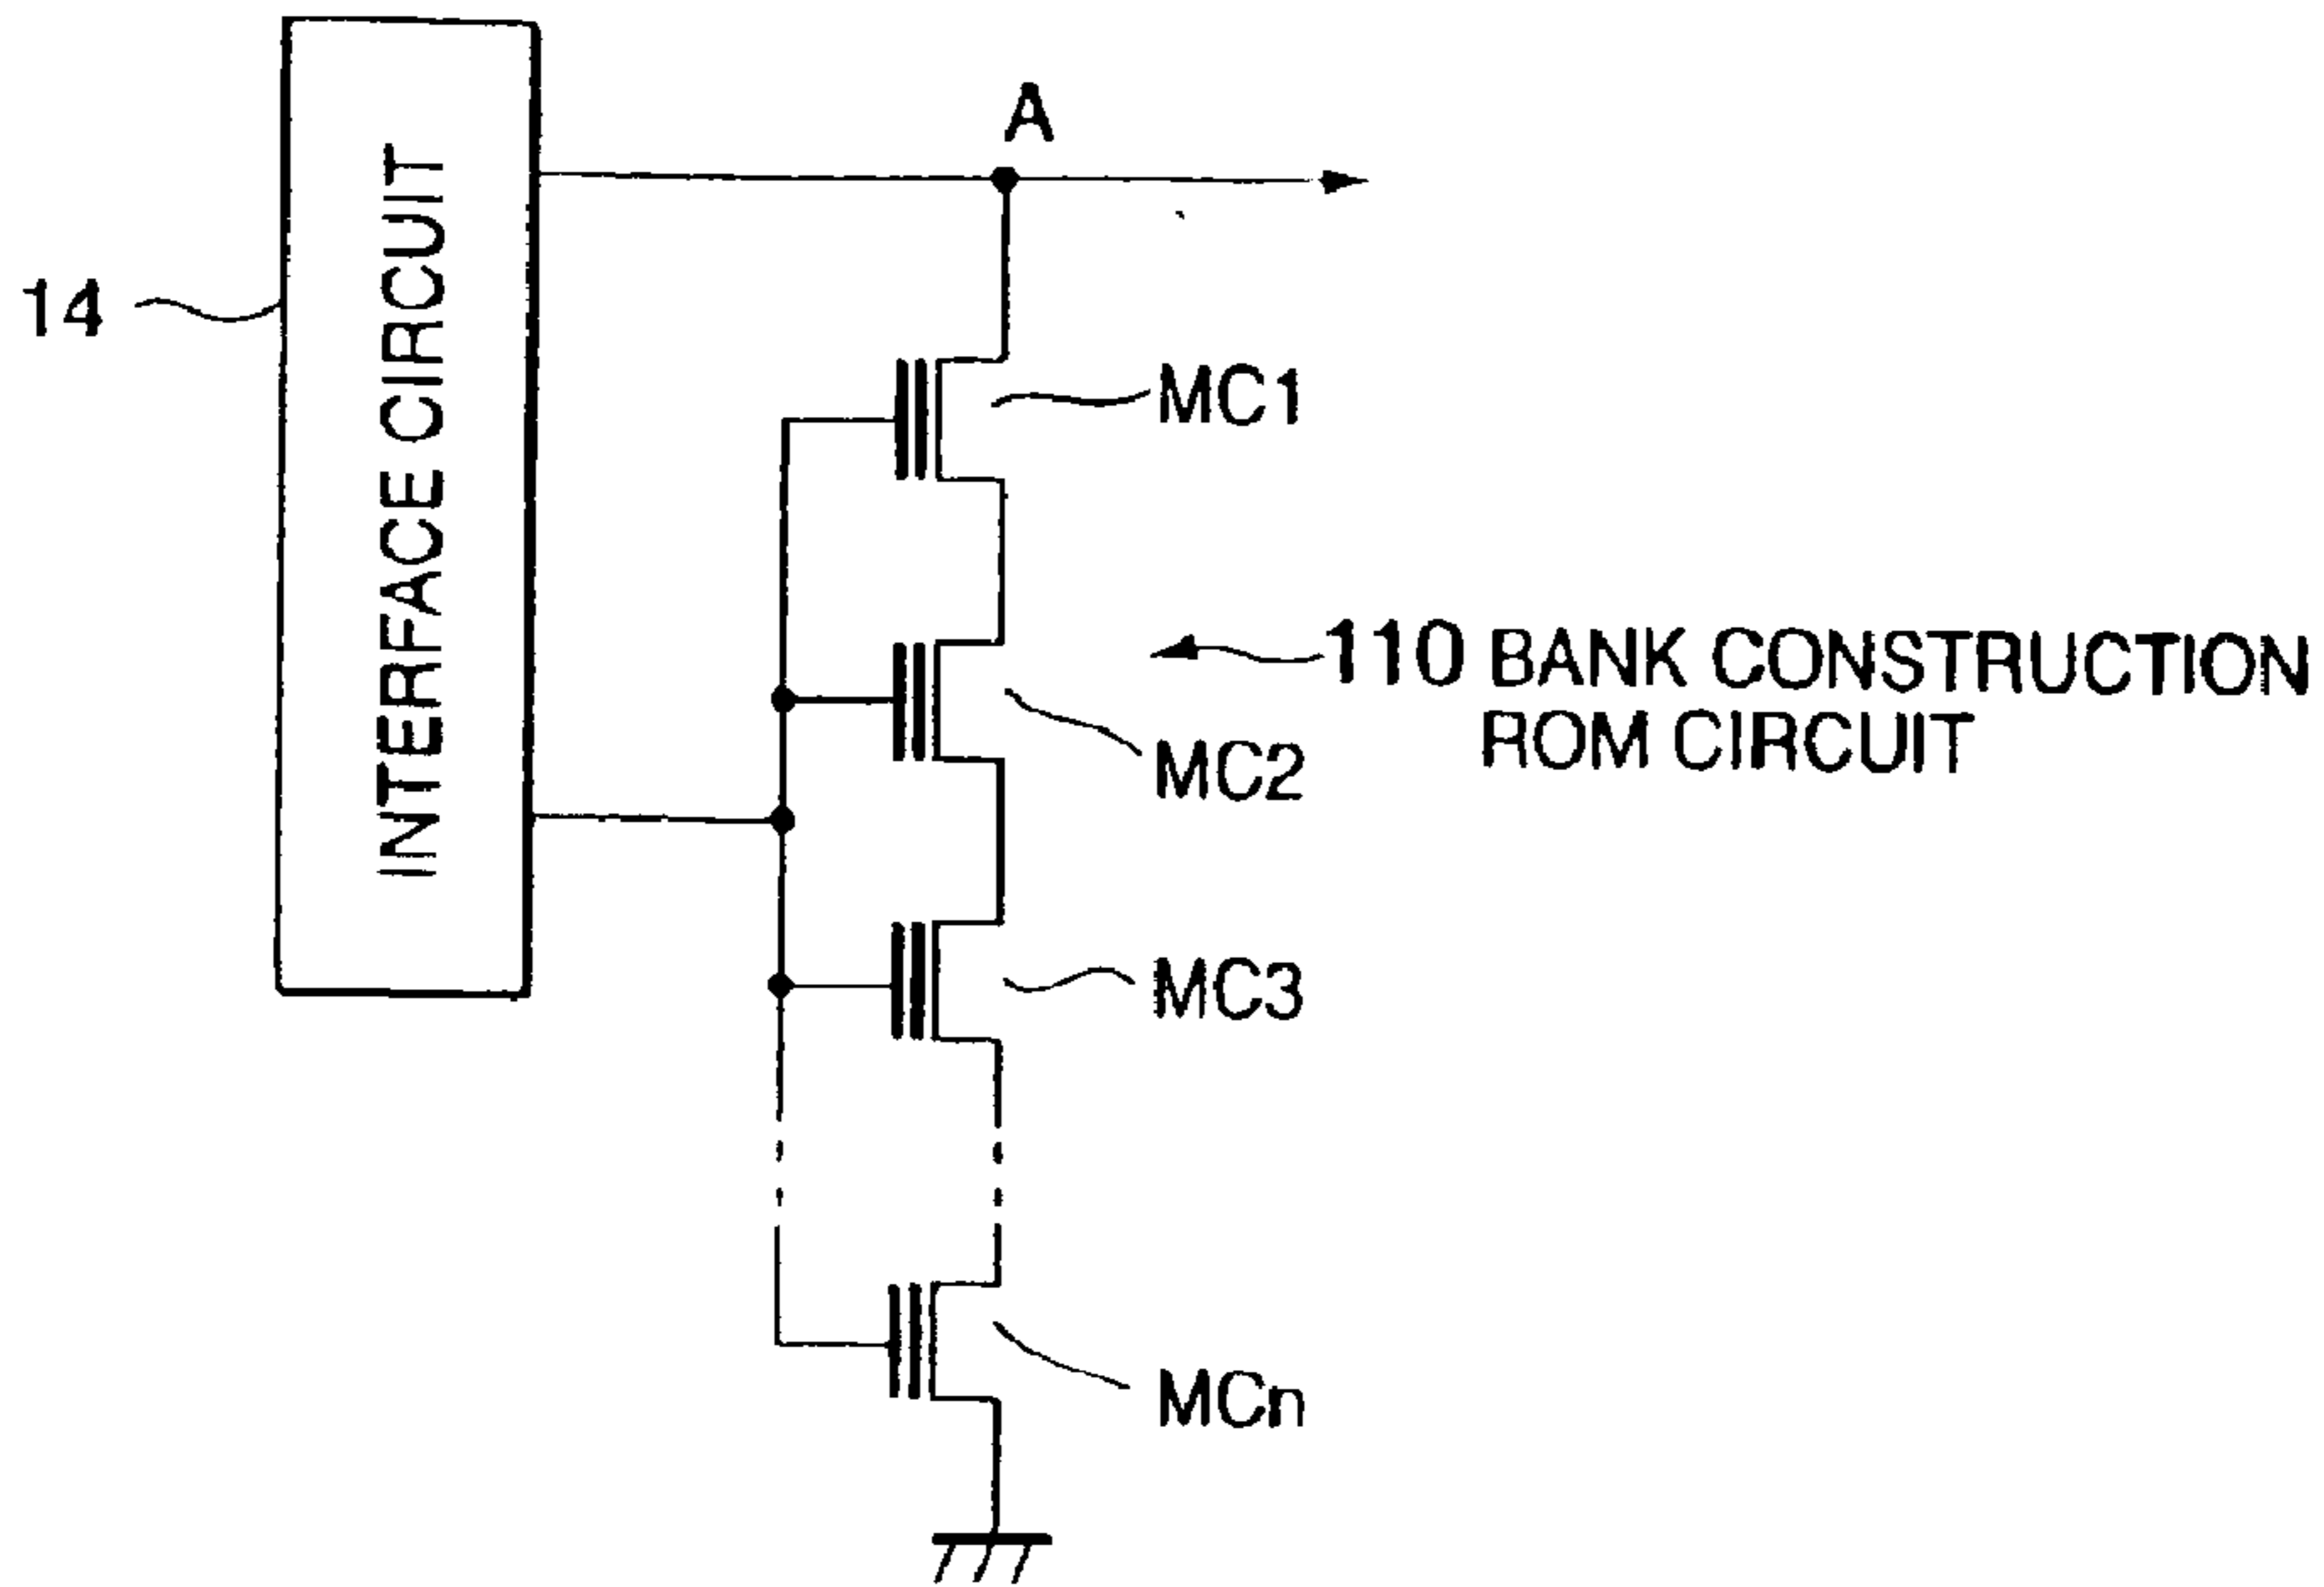 A
14
INTERFACE CIRCUIT
MC1
110 BANK CONSTRUCTION
ROM CIRCUIT
MC2
MC3
MCn